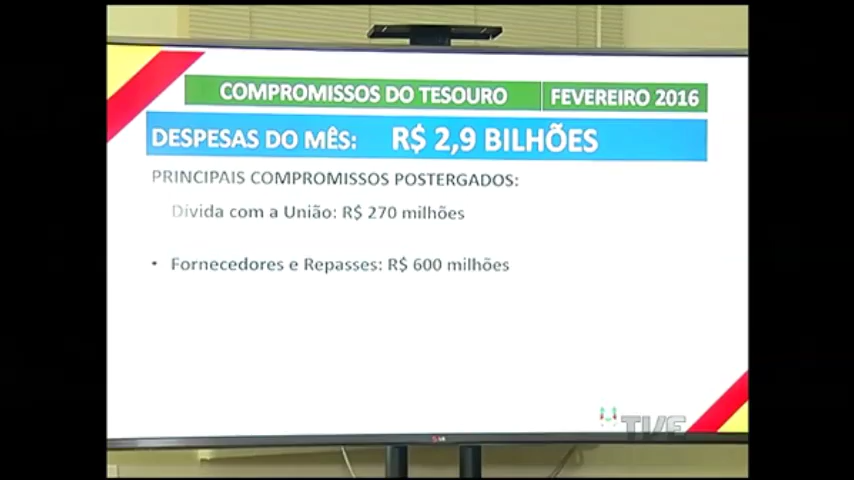 COMPROMISSOS DO TESOURO FEVEREIRO 2016
DESPESAS DO MÊS: R$ 2,9 BILHÕES
PRINCIPAIS COMPROMISSOS POSTERGADOS:
Dívida com a União: R$ 270 milhões
• Fornecedores e Repasses: R$ 600 milhões
TVE
LG